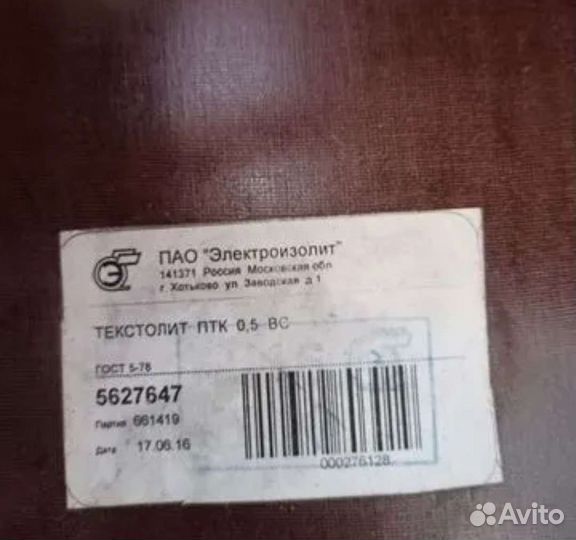 ПАО "Электроизолит"
141371 Россия Московская обл
г. Хотьково ул Заводская д 1
ТЕКСТОЛИТ ПТК 0,5 ВС
ГОСТ 5-78
5627647
Партия 661419
Дата 17.06.16
000276128
Avito